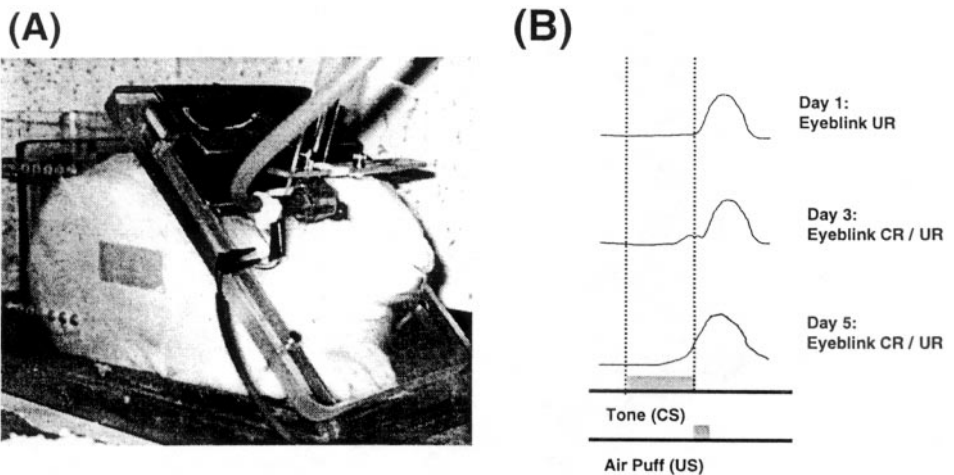 (A)
(B)
Day 1:
Eyeblink UR
Day 3:
Eyeblink CR / UR
Day 5:
Eyeblink CR / UR
Tone (CS)
Air Puff (US)